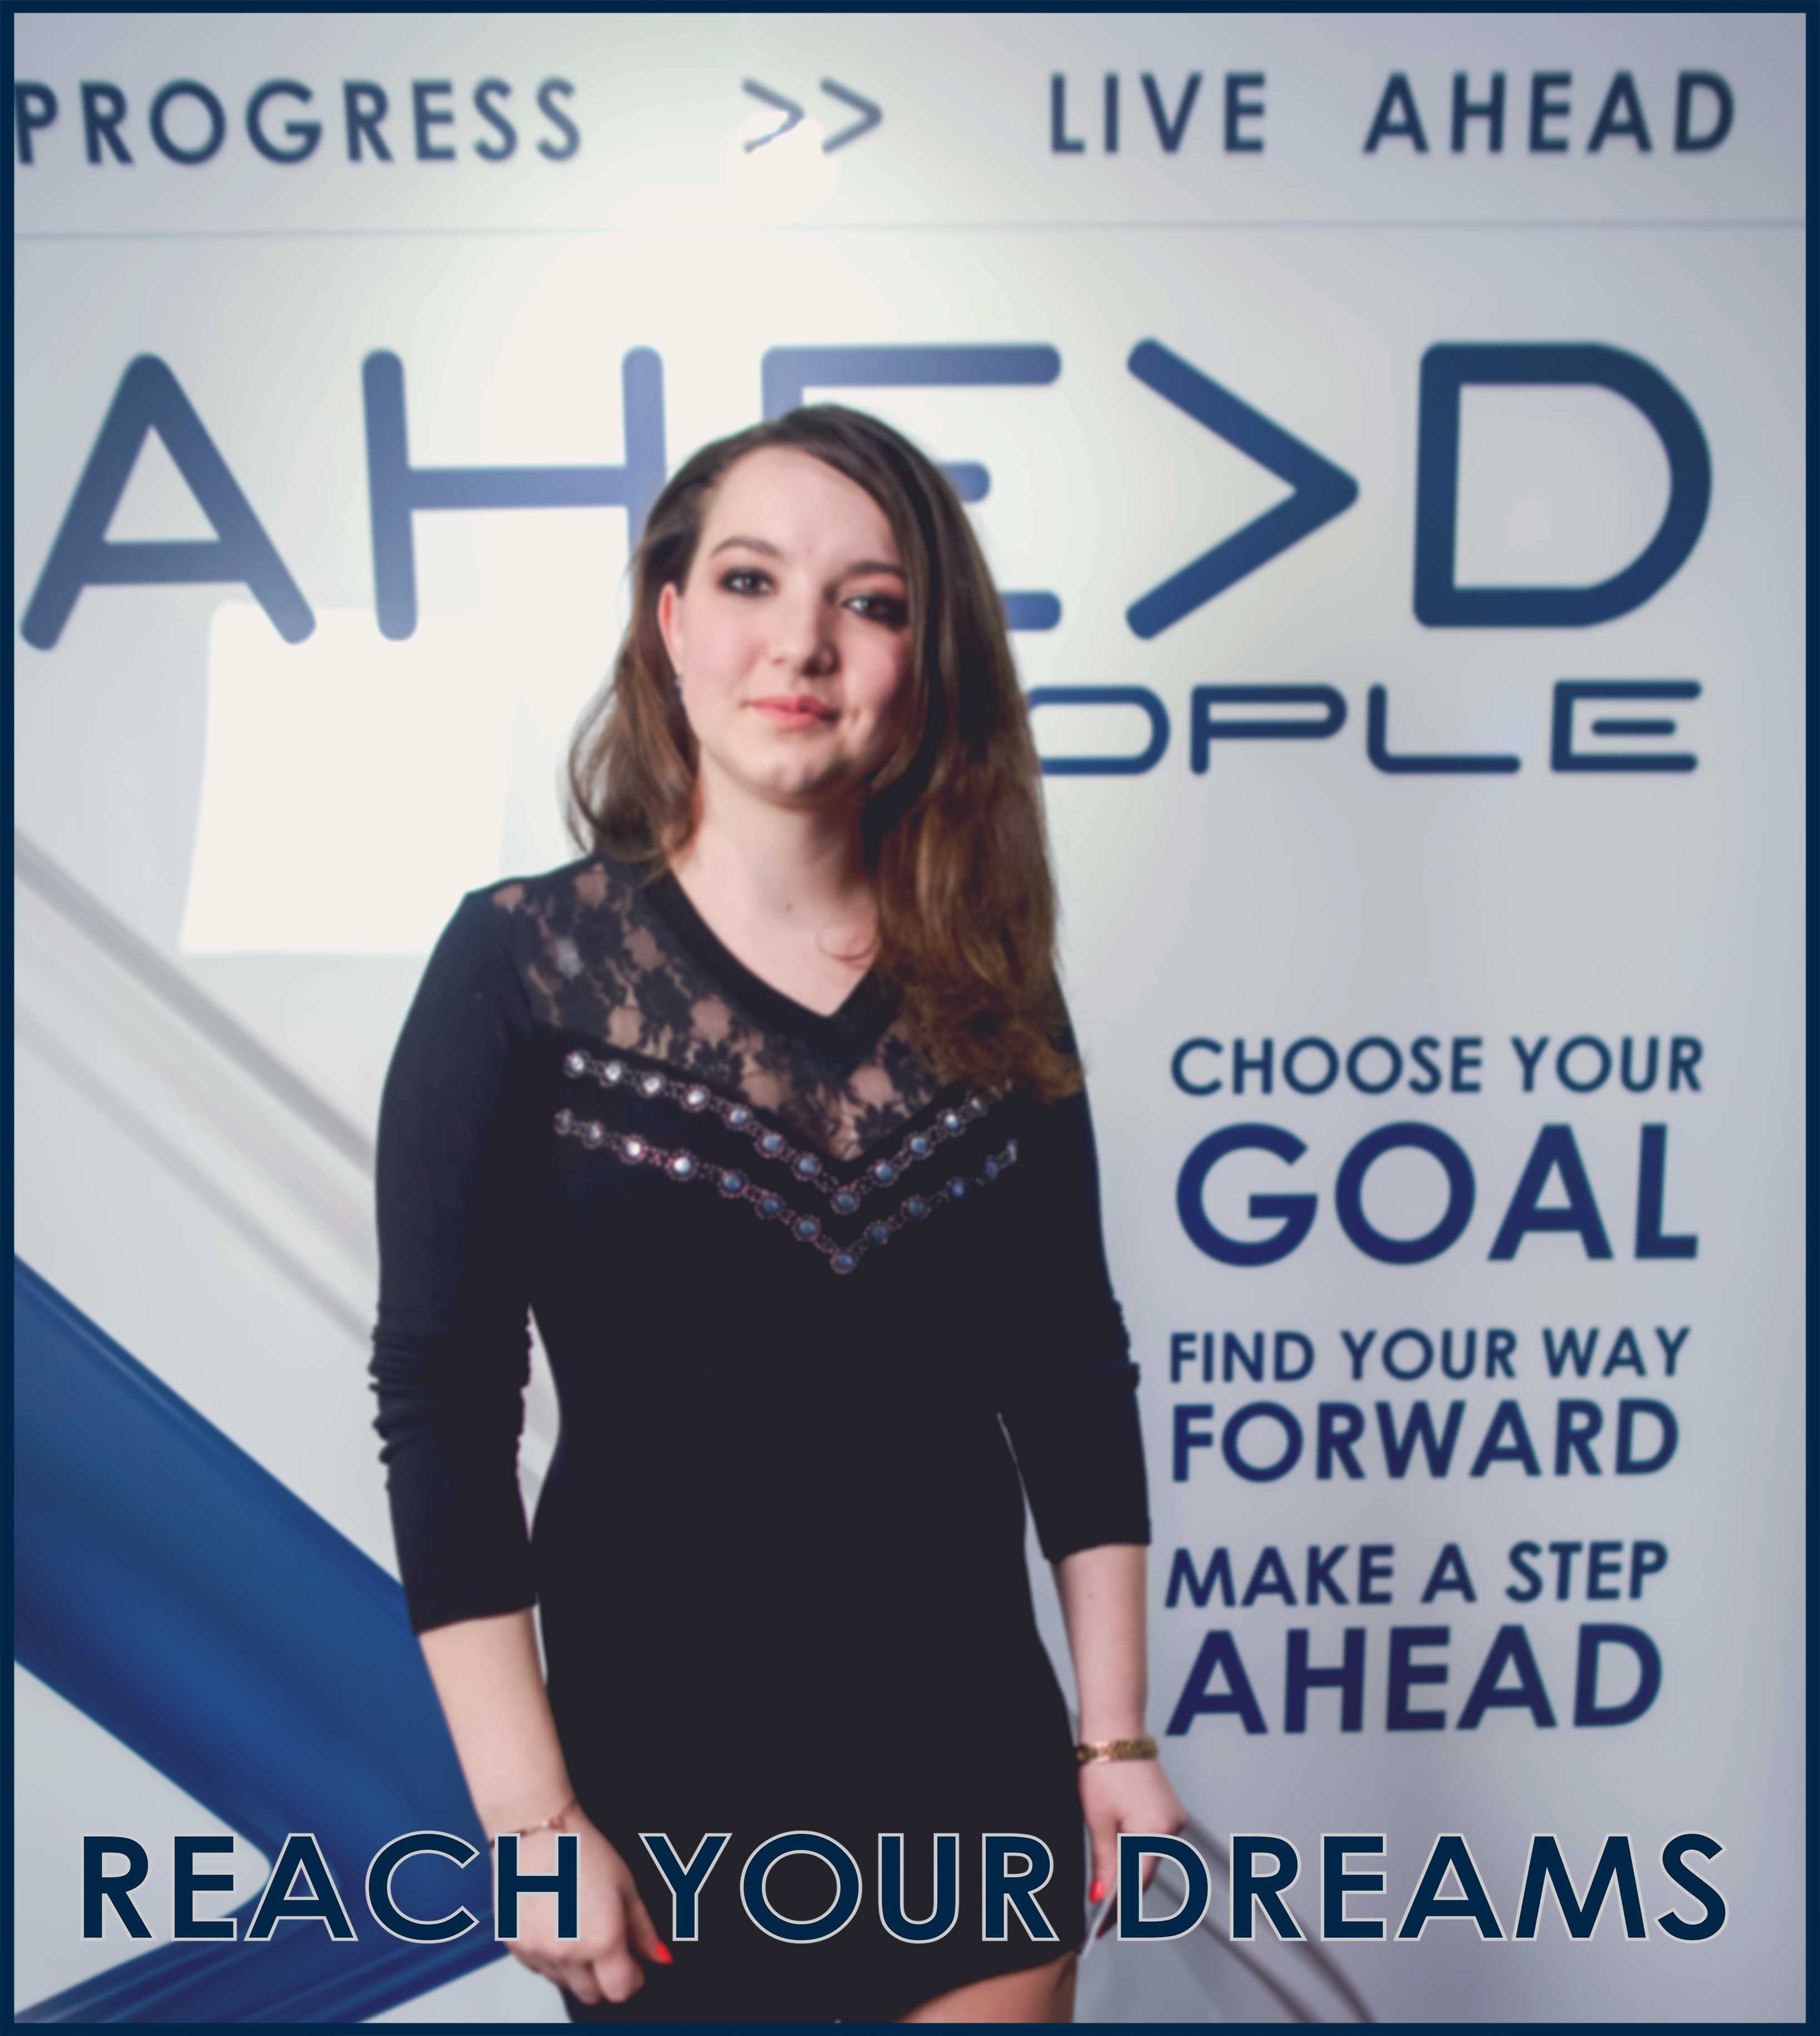 PROGRESS >> LIVE AHEAD
AHE>D
OPLE
CHOOSE YOUR
GOAL
FIND YOUR WAY
FORWARD
MAKE A STEP
AHEAD
REACH YOUR DREAMS